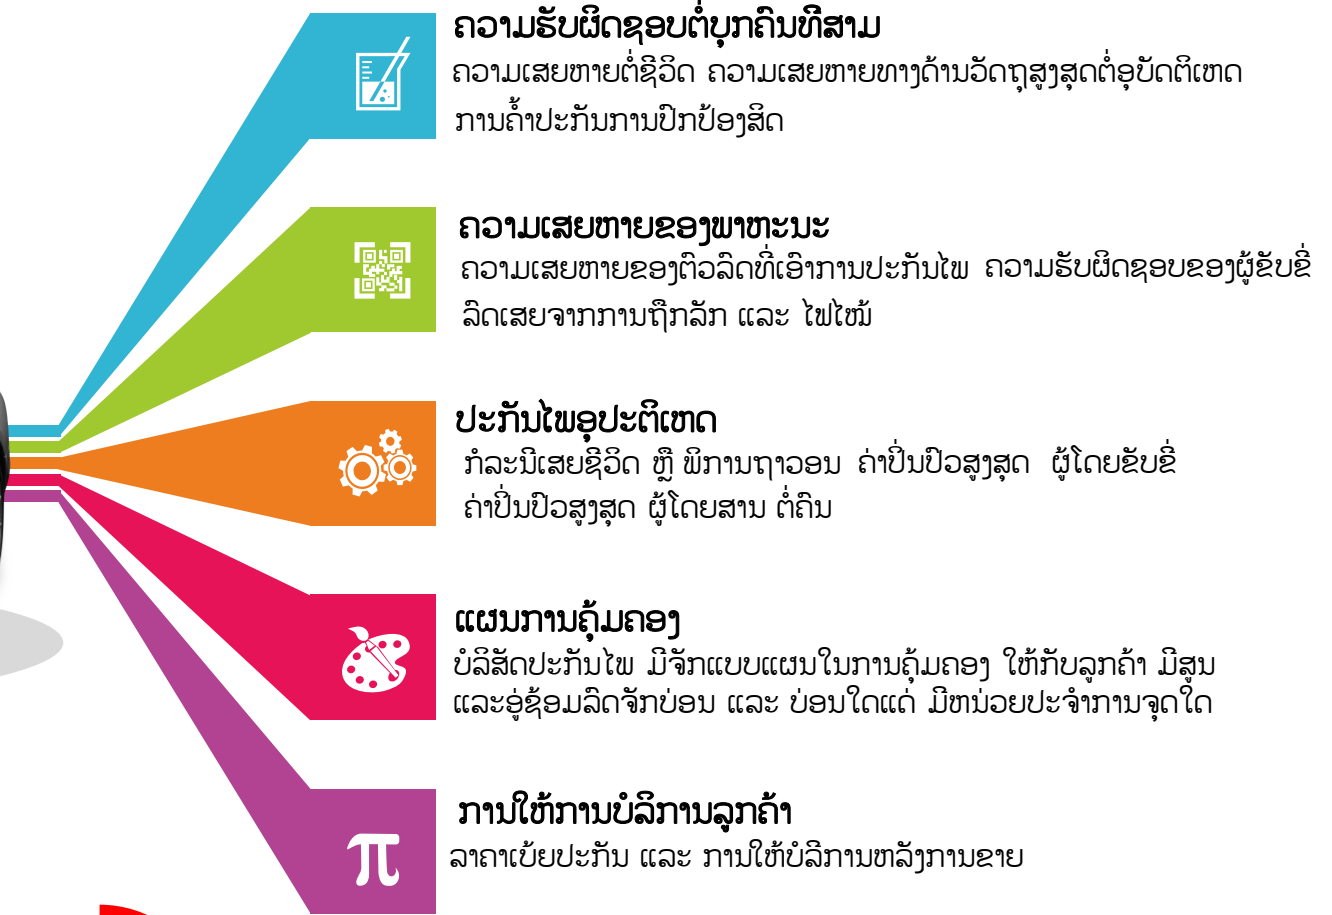 ຄວາມຮັບຜິດຊອບຕໍ່ບຸກຄົນທີສາມ
ຄວາມເສຍຫາຍຕໍ່ຊີວິດ ຄວາມເສຍຫາຍທາງດ້ານວັດຖຸສູງສຸດຕໍ່ອຸບັດຕິເຫດ
ການຄ້ຳປະກັນການປົກປ້ອງສິດ
ຄວາມເສຍຫາຍຂອງພາຫະນະ
ຄວາມເສຍຫາຍຂອງຕົວລົດທີ່ເອົາການປະກັນໄພ ຄວາມຮັບຜິດຊອບຂອງຜູ້ຂັບຂີ່
ລົດເສຍຈາກການຖືກລັກ ແລະ ໄຟໄໝ້
ປະກັນໄພອຸປະຕິເຫດ
ກໍລະນີເສຍຊີວິດ ຫຼື ພິການຖາວອນ ຄ່າປິ່ນປົວສູງສຸດ ຜູ້ໂດຍຂັບຂີ່
ຄ່າປິ່ນປົວສູງສຸດ ຜູ້ໂດຍສານ ຕໍ່ຄົນ
ແຜນການຄຸ້ມຄອງ
ບໍລິສັດປະກັນໄພ ມີຈັກແບບແຜນໃນການຄຸ້ມຄອງ ໃຫ້ກັບລູກຄ້າ ມີສູນ
ແລະອູ່ຊ້ອມລົດຈັກບ່ອນ ແລະ ບ່ອນໃດແດ່ ມີຫນ່ວຍປະຈຳການຈຸດໃດ
ການໃຫ້ການບໍລິການລູກຄ້າ
ລາຄາເບ້ຍປະກັນ ແລະ ການໃຫ້ບໍລິການຫລັງການຂາຍ
π